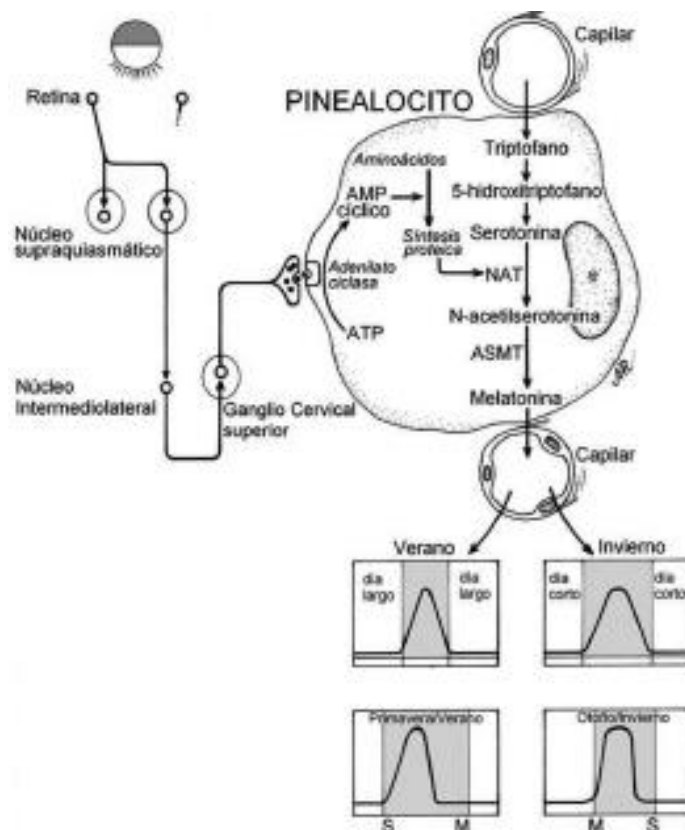 Capilar
Retina
PINEALOCITO
Triptofano
Aminoácidos
5-hidroxitriptofano
AMP
cíclico
Núcleo
supraquiasmático
Síntesis
proteica
Serotonina
Adenilato
ciclasa
NAT
N-acetilserotonina
ATP
ASMT
Núcleo
Intermediolateral
Ganglio Cervical
superior
Melatonina
Capilar
Verano
Invierno
día
largo
día
largo
día
corto
día
corto
Primavera/Verano
Otoño/Invierno
S
M
M
S